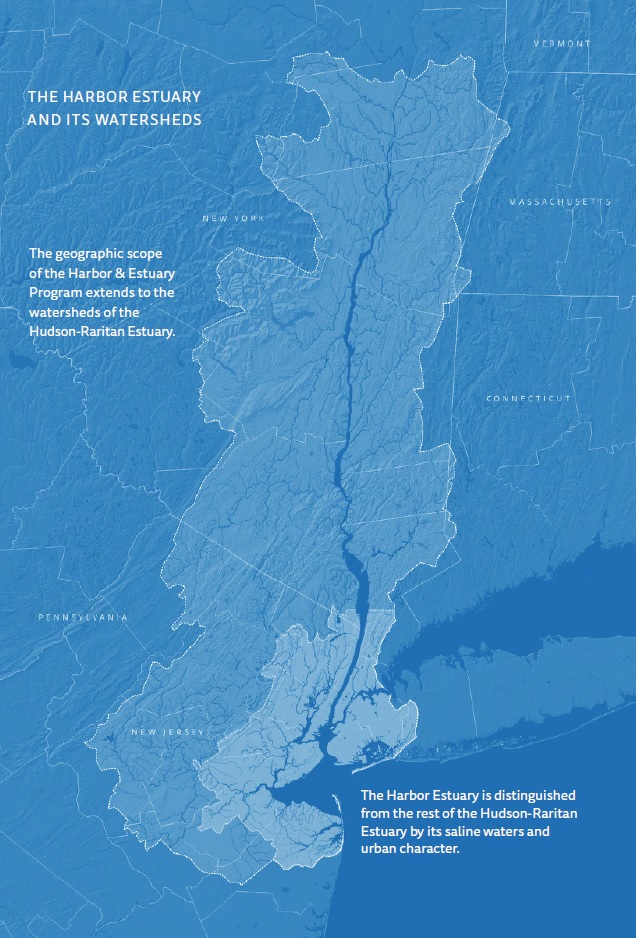 VERMONT
THE HARBOR ESTUARY
AND ITS WATERSHEDS
MASSACHUSETTS
NEW YORK
The geographic scope
of the Harbor & Estuary
Program extends to the
watersheds of the
Hudson-Raritan Estuary.
CONNECTICUT
PENNSYLVANIA
NEW JERSEY
The Harbor Estuary is distinguished
from the rest of the Hudson-Raritan
Estuary by its saline waters and
urban character.